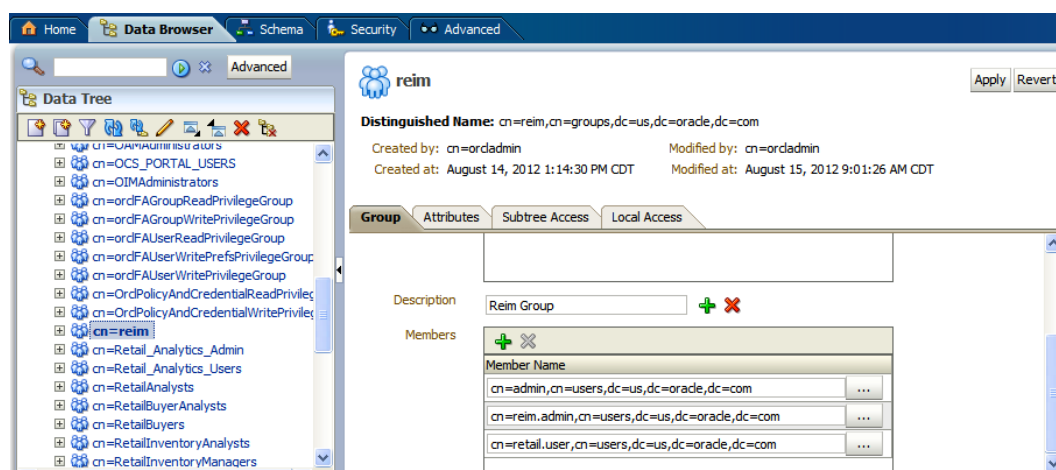 Home Data Browser Schema Security Advanced
Advanced
Data Tree
cn=OAMAdministrators
cn=OCS_PORTAL_USERS
cn=OIMAdministrators
cn=orclFAGroupReadPrivilegeGroup
cn=orclFAGroupWritePrivilegeGroup
cn=orclFAUserReadPrivilegeGroup
cn=orclFAUserWritePrefsPrivilegeGroup
cn=orclFAUserWritePrivilegeGroup
cn=OrclPolicyAndCredentialReadPrivileg
cn=OrclPolicyAndCredentialWritePrivileg
cn=reim
cn=Retail_Analytics_Admin
cn=Retail_Analytics_Users
cn=RetailAnalysts
cn=RetailBuyerAnalysts
cn=RetailBuyers
cn=RetailInventoryAnalysts
cn=RetailInventoryManagers
reim
Apply Revert
Distinguished Name: cn=reim,cn=groups,dc=us,dc=oracle,dc=com
Created by: cn=orcladmin Modified by: cn=orcladmin
Created at: August 14, 2012 1:14:30 PM CDT Modified at: August 15, 2012 9:01:26 AM CDT
Group Attributes Subtree Access Local Access
Description Reim Group
Members
Member Name
cn=admin,cn=users,dc=us,dc=oracle,dc=com ...
cn=reim.admin,cn=users,dc=us,dc=oracle,dc=com ...
cn=retail.user,cn=users,dc=us,dc=oracle,dc=com ...